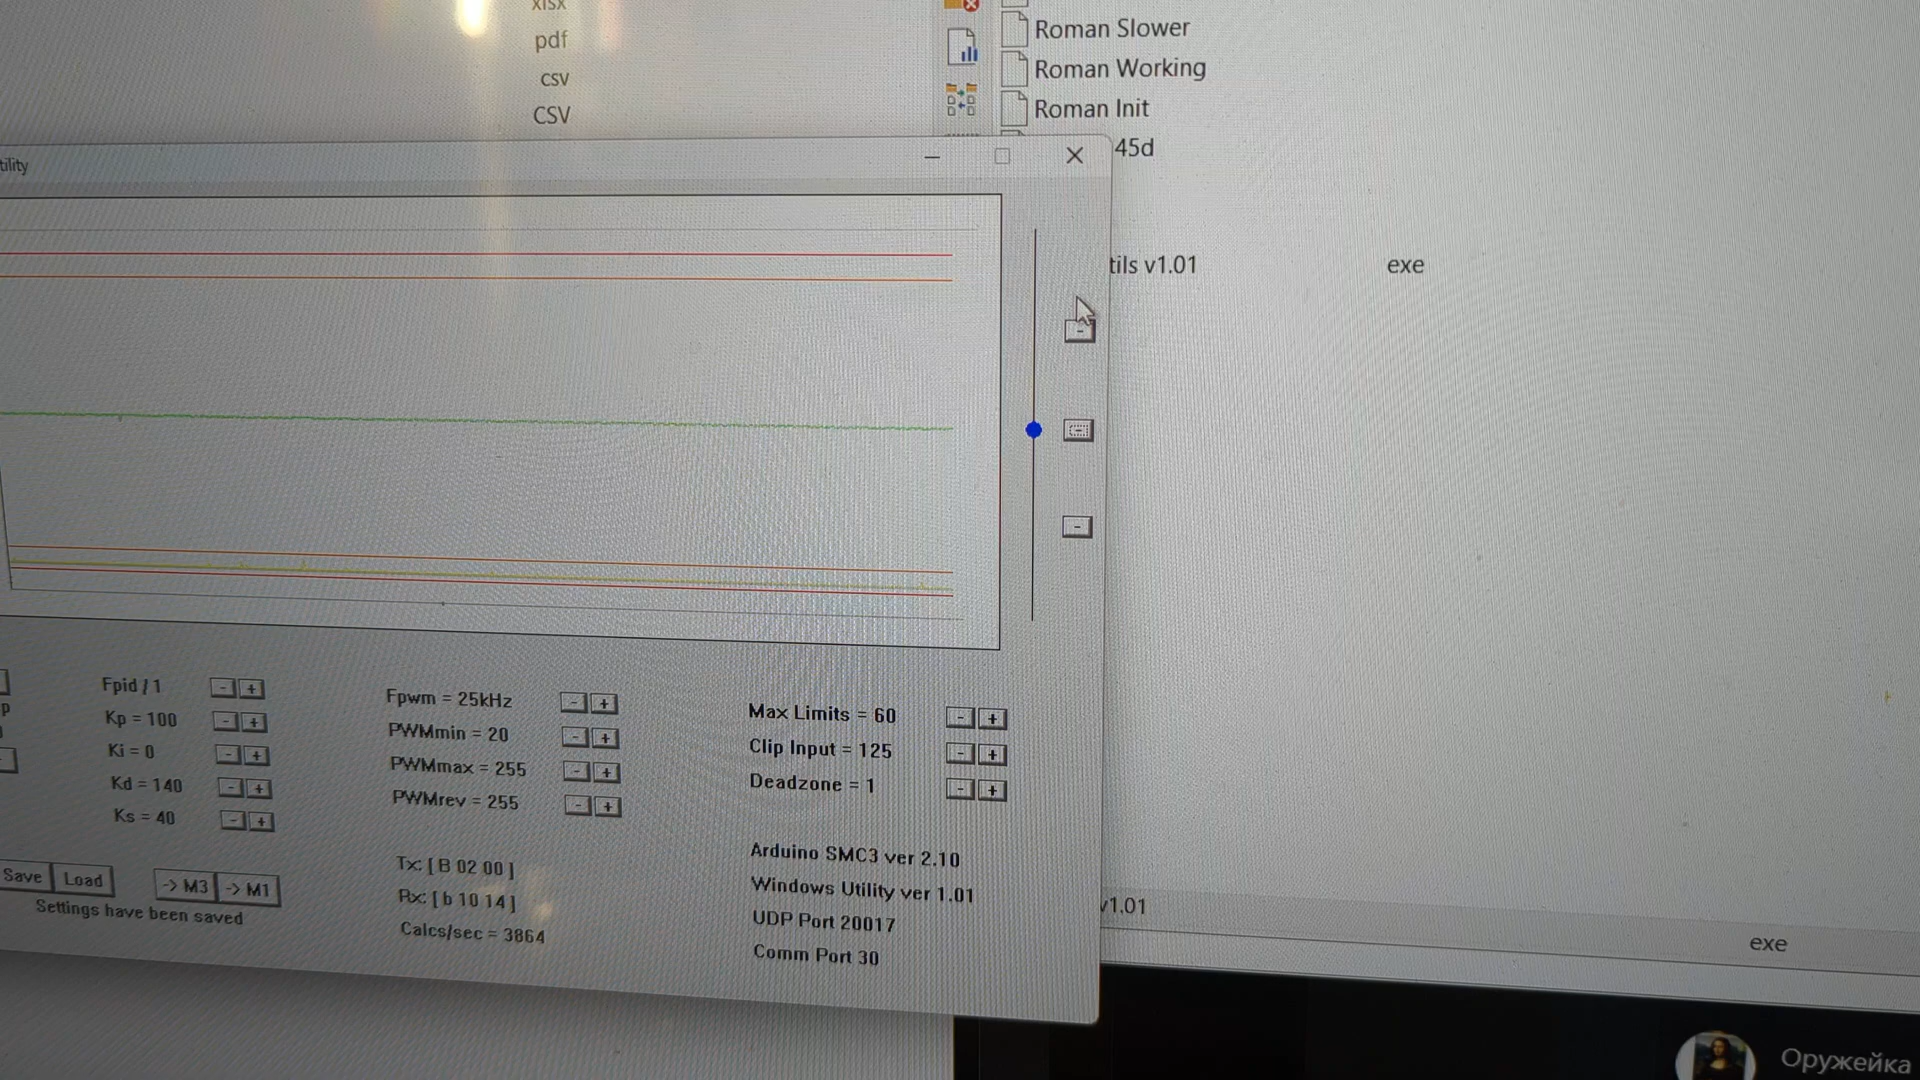 xlsx
pdf
csv
CSV
Roman Slower
Roman Working
Roman Init
45d
tility
tils v1.01
exe
Fpid / 1
Kp = 100
Ki = 0
Kd = 140
Ks = 40
Fpwm = 25kHz
PWMmin = 20
PWMmax = 255
PWMrev = 255
Max Limits = 60
Clip Input = 125
Deadzone = 1
Save Load -> M3 -> M1
Settings have been saved
Tx: [ B 02 00 ]
Rx: [ b 10 14 ]
Calcs/sec = 3864
Arduino SMC3 ver 2.10
Windows Utility ver 1.01
UDP Port 20017
Comm Port 30
v1.01
exe
Оружейка